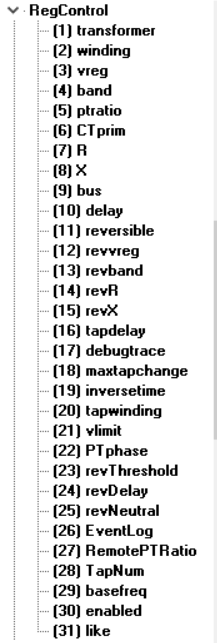 RegControl
(1) transformer
(2) winding
(3) vreg
(4) band
(5) ptratio
(6) CTprim
(7) R
(8) X
(9) bus
(10) delay
(11) reversible
(12) revvreg
(13) revband
(14) revR
(15) revX
(16) tapdelay
(17) debugtrace
(18) maxtapchange
(19) inversetime
(20) tapwinding
(21) vlimit
(22) PTphase
(23) revThreshold
(24) revDelay
(25) revNeutral
(26) EventLog
(27) RemotePTRatio
(28) TapNum
(29) basefreq
(30) enabled
(31) like